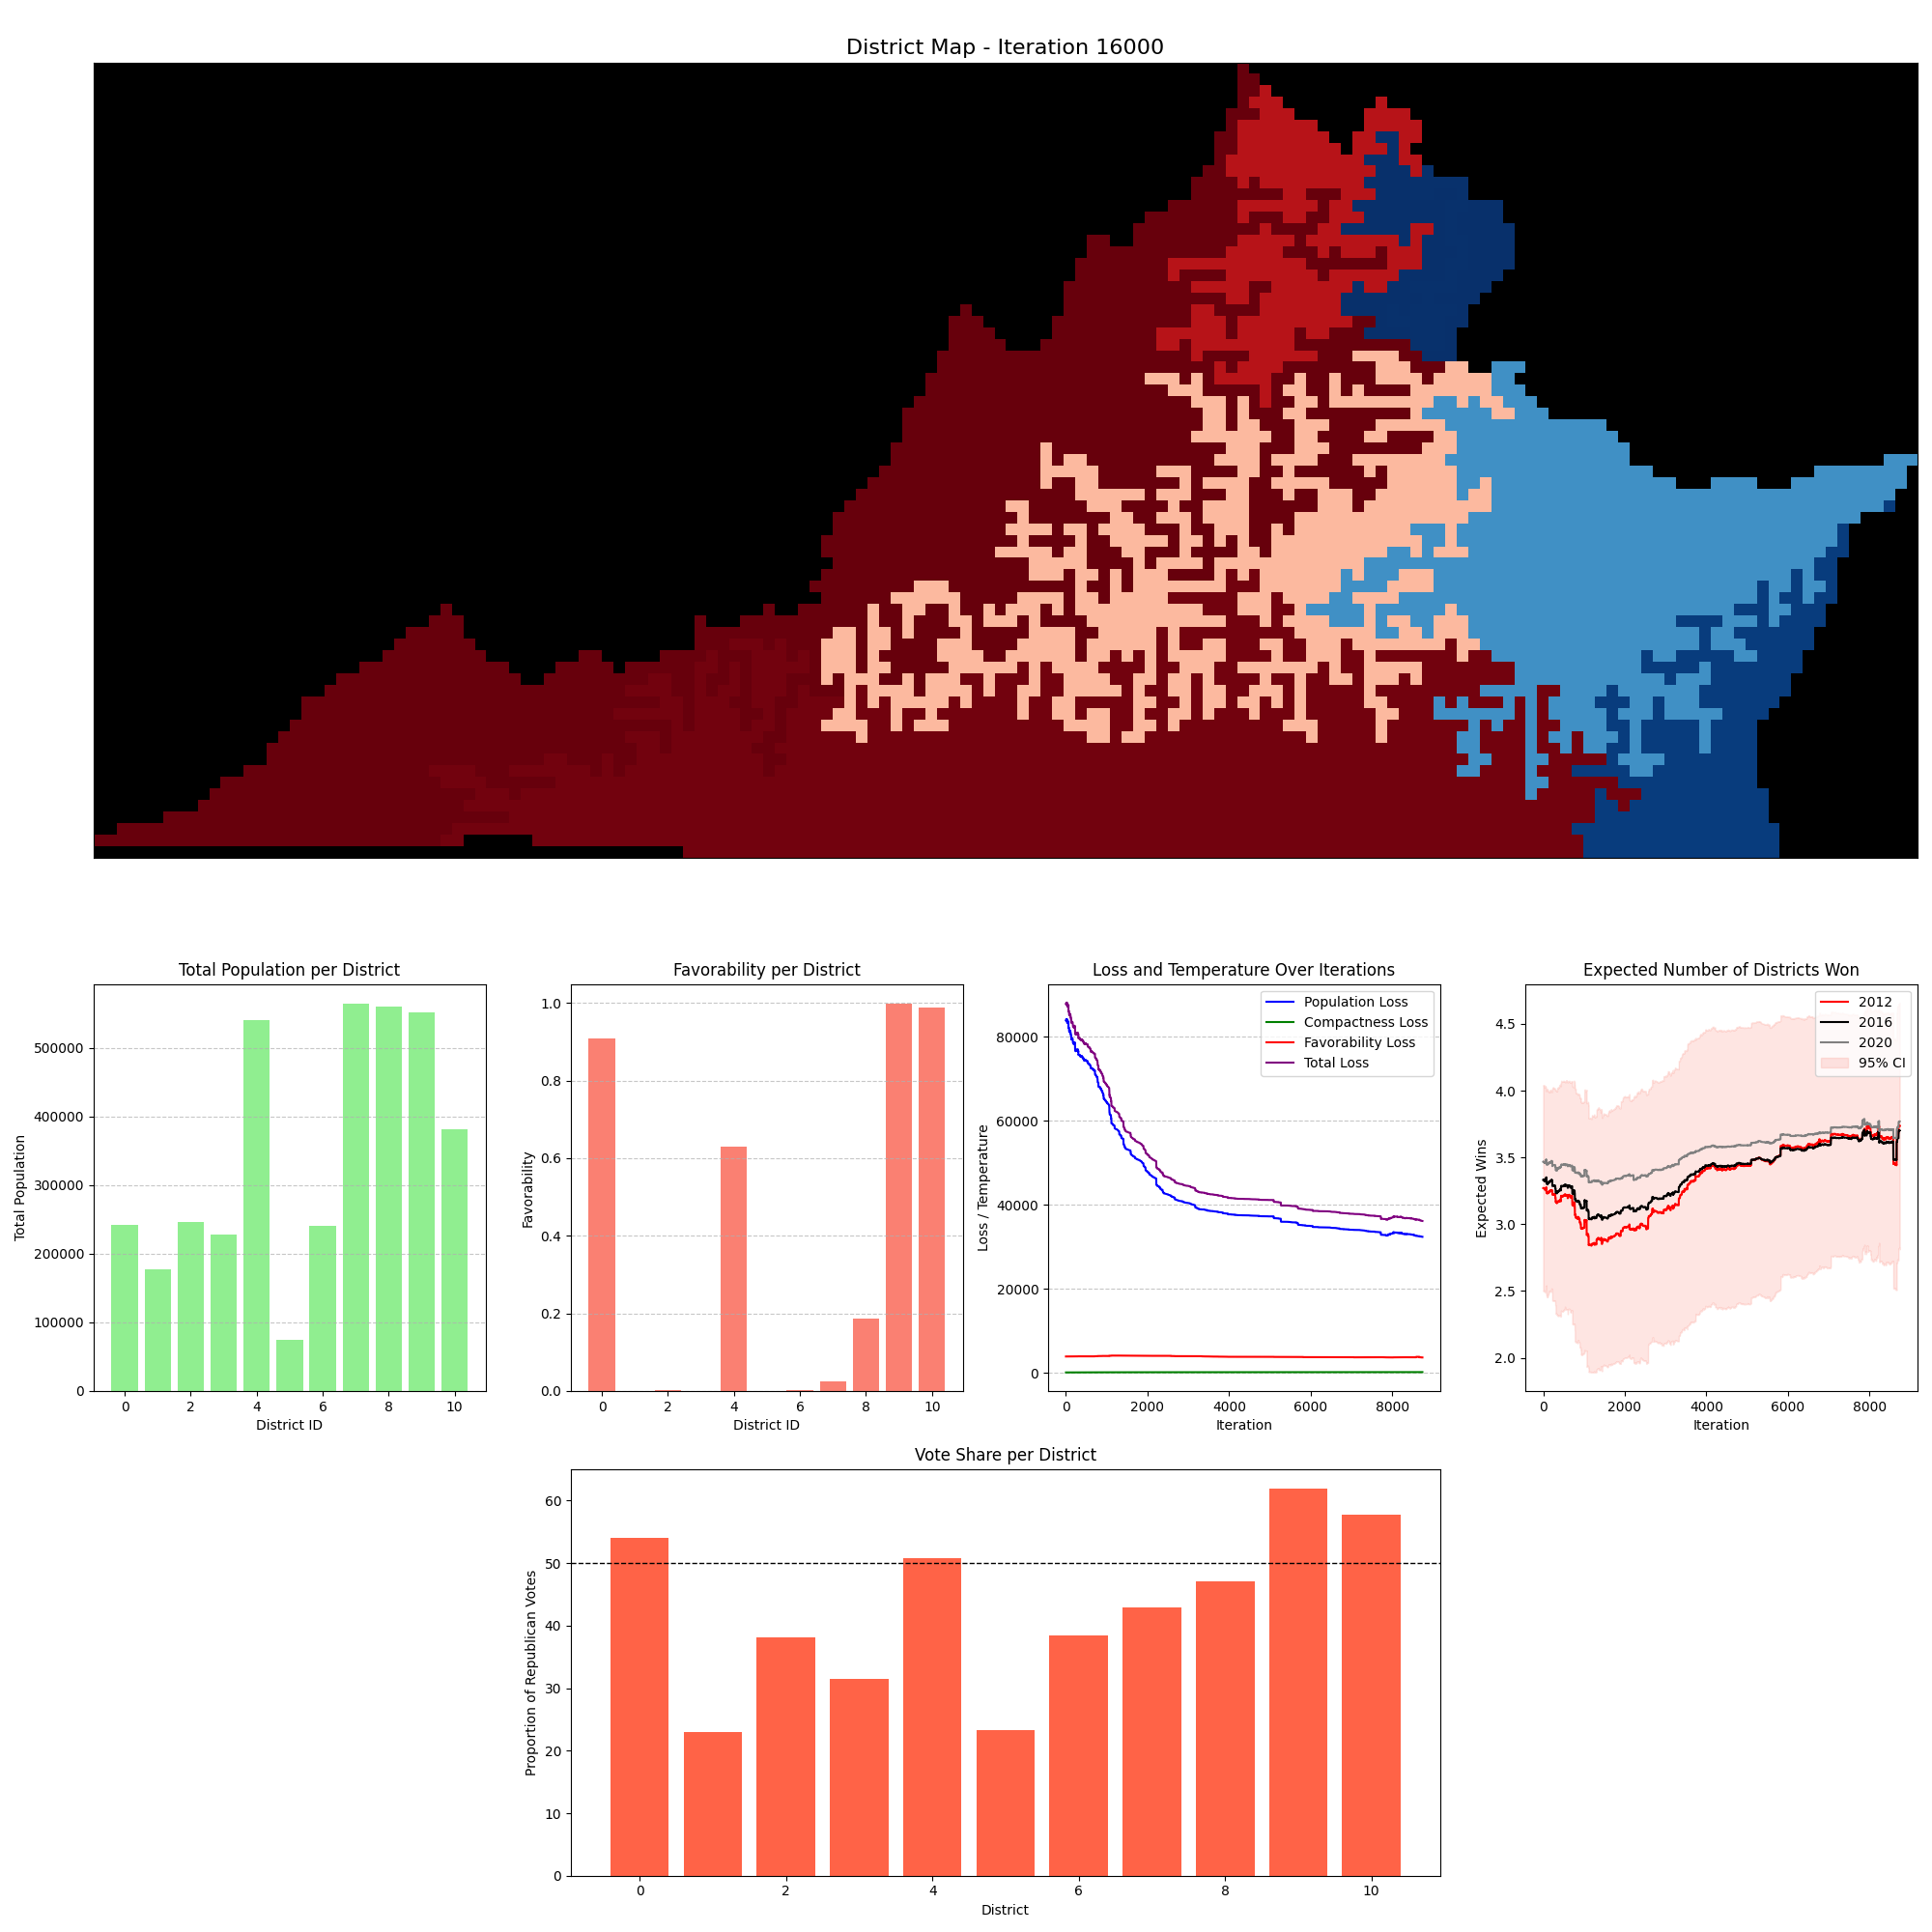 District Map - Iteration 16000
Total Population per District
Total Population
500000
400000
300000
200000
100000
0
0 2 4 6 8 10
District ID
Favorability per District
Favorability
1.0
0.8
0.6
0.4
0.2
0.0
0 2 4 6 8 10
District ID
Loss and Temperature Over Iterations
Loss / Temperature
80000
60000
40000
20000
0
Population Loss
Compactness Loss
Favorability Loss
Total Loss
0 2000 4000 6000 8000
Iteration
Expected Number of Districts Won
Expected Wins
4.5
4.0
3.5
3.0
2.5
2.0
2012
2016
2020
95% CI
0 2000 4000 6000 8000
Iteration
Vote Share per District
Proportion of Republican Votes
60
50
40
30
20
10
0
0 2 4 6 8 10
District